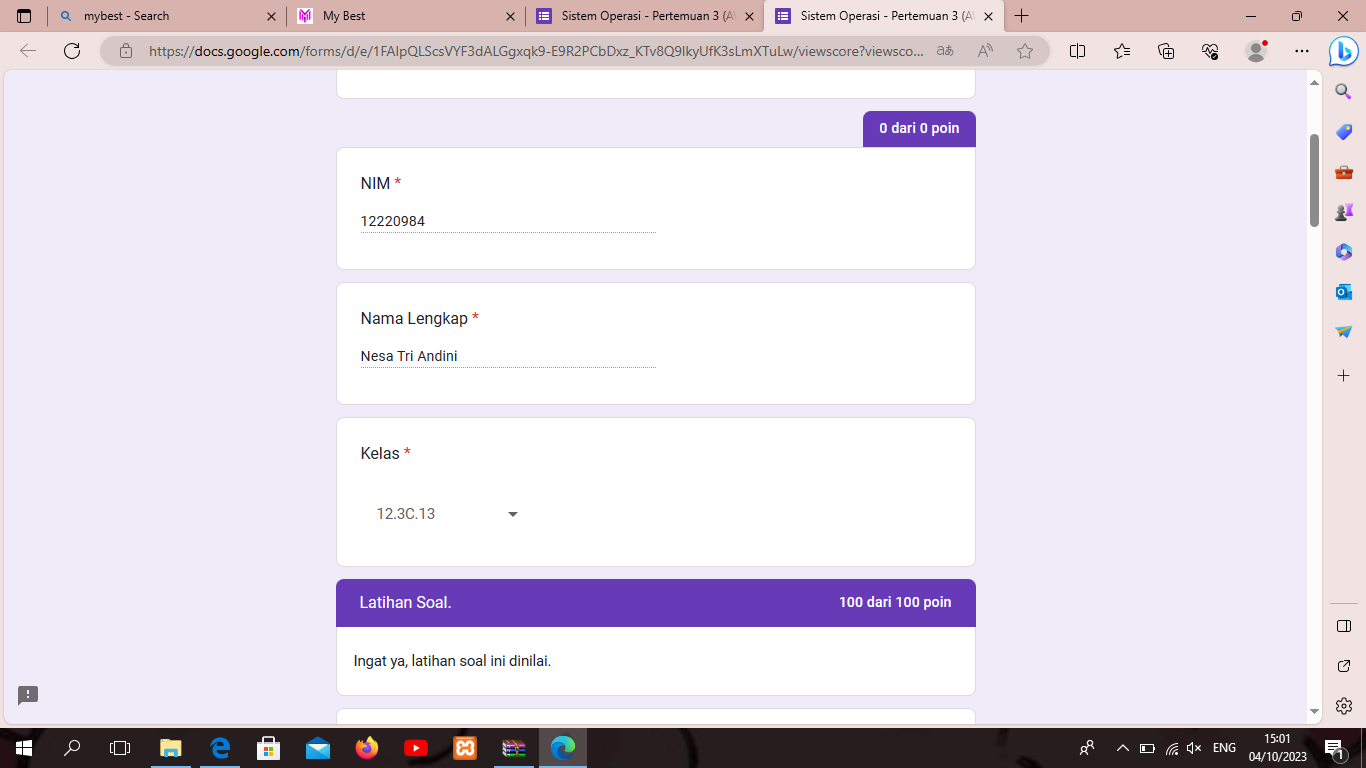 mybest - Search
My Best
Sistem Operasi - Pertemuan 3 (A
Sistem Operasi - Pertemuan 3 (A
https://docs.google.com/forms/d/e/1FAIpQLScsVYF3dALGgxqk9-E9R2PCbDxz_KTv8Q9IkyUfK3sLmXTuLw/viewscore?viewsco...
0 dari 0 poin
NIM *
12220984
Nama Lengkap *
Nesa Tri Andini
Kelas *
12.3C.13
Latihan Soal.
100 dari 100 poin
Ingat ya, latihan soal ini dinilai.
ENG
15:01
04/10/2023
1